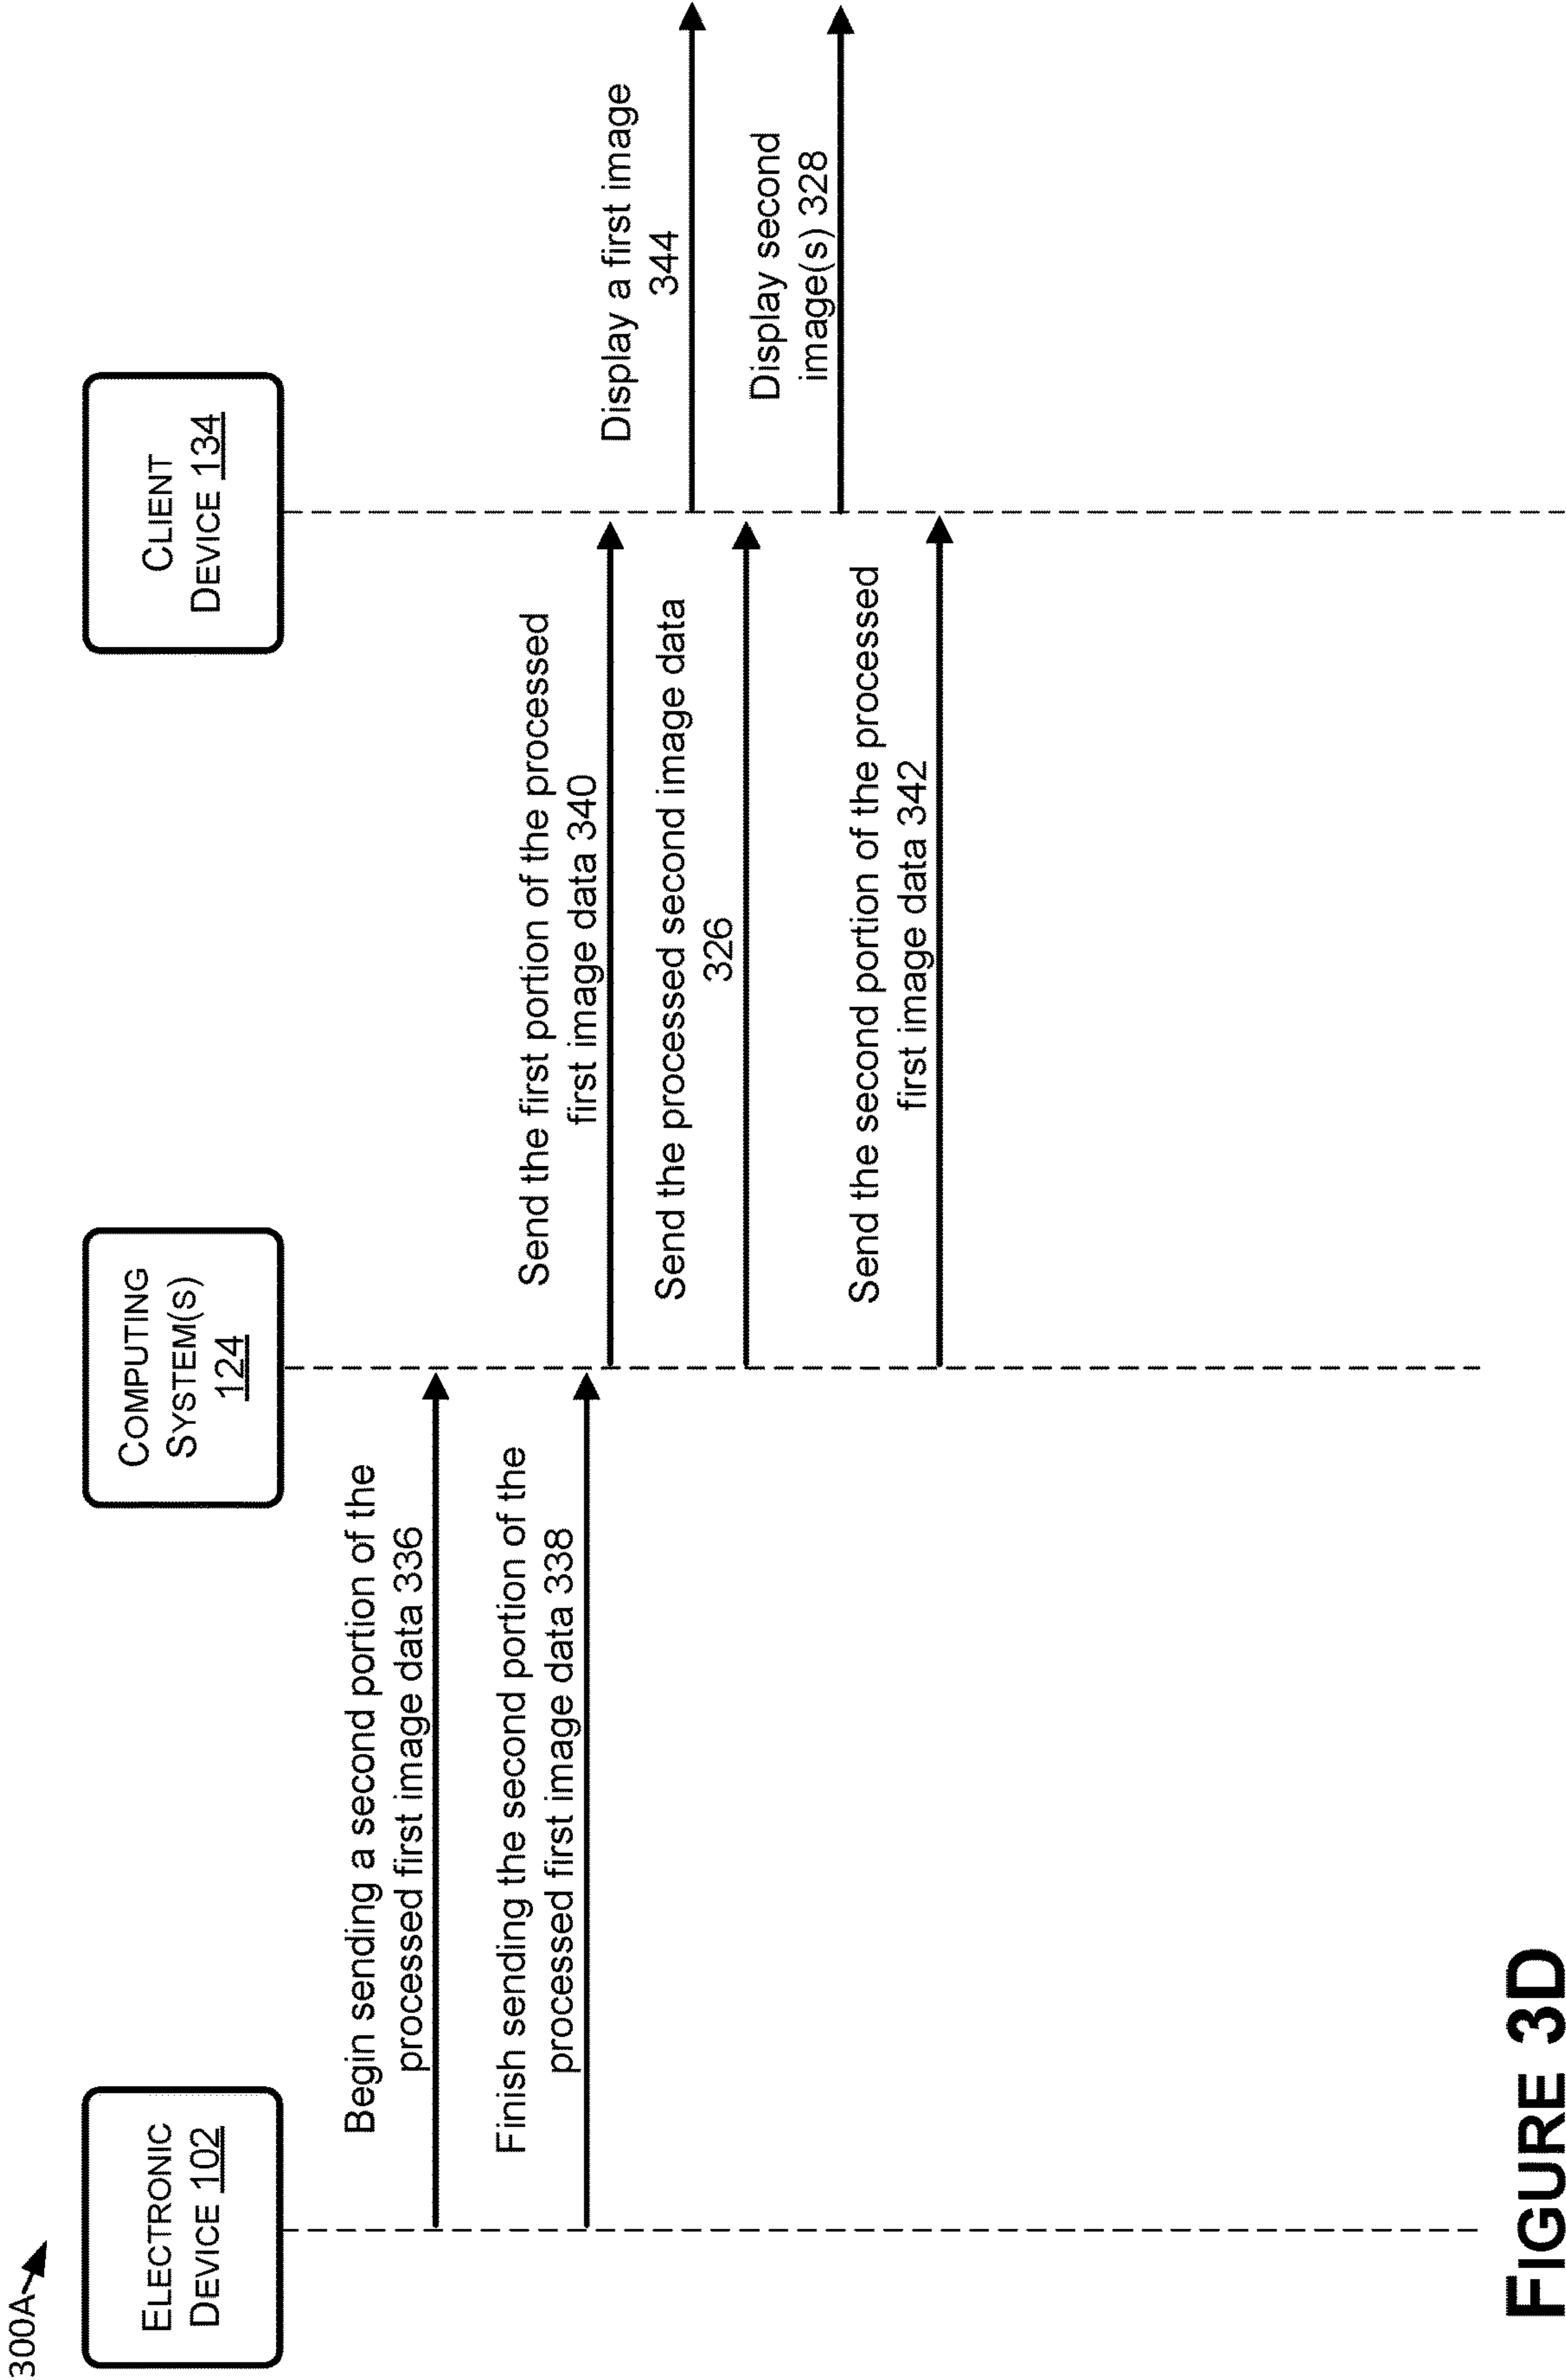 300A
ELECTRONIC
DEVICE 102
COMPUTING
SYSTEM(S)
124
CLIENT
DEVICE 134
Begin sending a second portion of the
processed first image data 336
Finish sending the second portion of the
processed first image data 338
Send the first portion of the processed
first image data 340
Display a first image
344
Send the processed second image data
326
Display second
image(s) 328
Send the second portion of the processed
first image data 342
FIGURE 3D